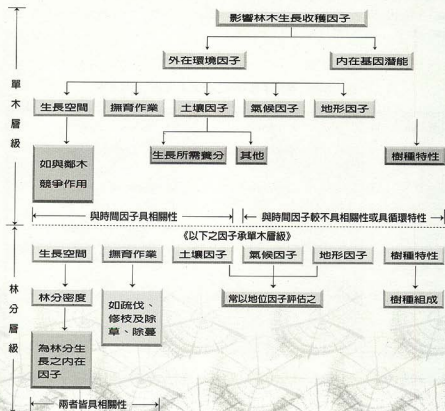 影響林木生長收穫因子
外在環境因子
內在基因潛能
單木層級
生長空間
撫育作業
土壤因子
氣候因子
地形因子
如與鄰木
競爭作用
生長所需養分
其他
樹種特性
與時間因子具相關性
與時間因子較不具相關性或具循環特性
《以下之因子承單木層級》
林分層級
生長空間
撫育作業
土壤因子
氣候因子
地形因子
樹種特性
林分密度
如疏伐、
修枝及除
草、除蔓
常以地位因子評估之
樹種組成
為林分生
長之內在
因子
兩者皆具相關性